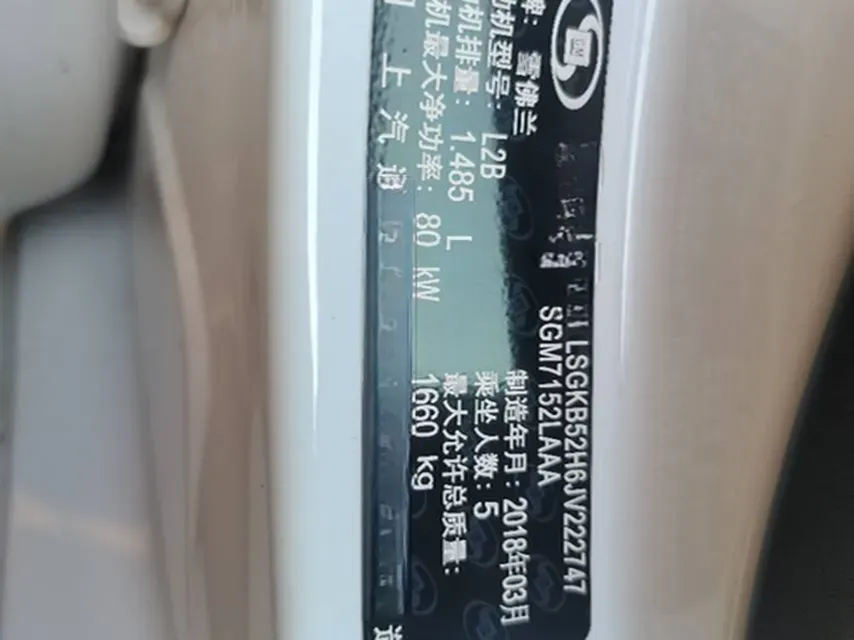 GM
LSGKB52H6JV222747
SGM7152LAAA
牌: 雪佛兰
制造年月: 2018年03月
动机型号: L2B
乘坐人数: 5
机排量: 1.485 L
最大允许总质量:
机最大净功率: 80 kW
1660 kg
上汽通
造